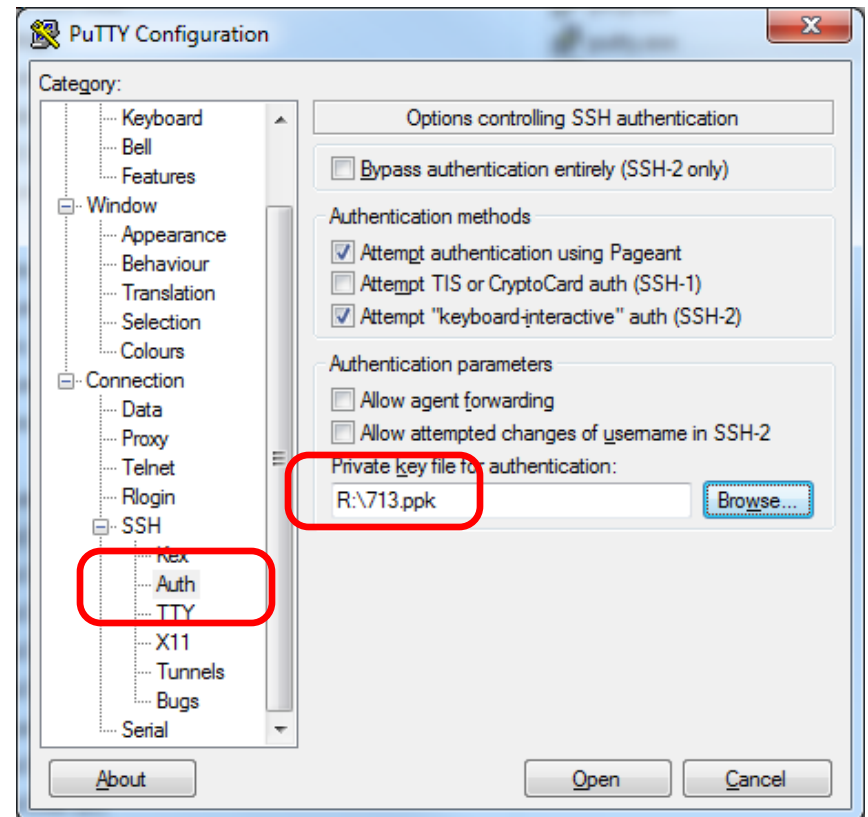 PuTTY Configuration
X
Category:
Keyboard
Bell
Features
Window
Appearance
Behaviour
Translation
Selection
Colours
Connection
Data
Proxy
Telnet
Rlogin
SSH
Kex
Auth
TTY
X11
Tunnels
Bugs
Serial
Options controlling SSH authentication
Bypass authentication entirely (SSH-2 only)
Authentication methods
Attempt authentication using Pageant
Attempt TIS or CryptoCard auth (SSH-1)
Attempt "keyboard-interactive" auth (SSH-2)
Authentication parameters
Allow agent forwarding
Allow attempted changes of username in SSH-2
Private key file for authentication:
R:\713.ppk
Browse...
About
Open
Cancel